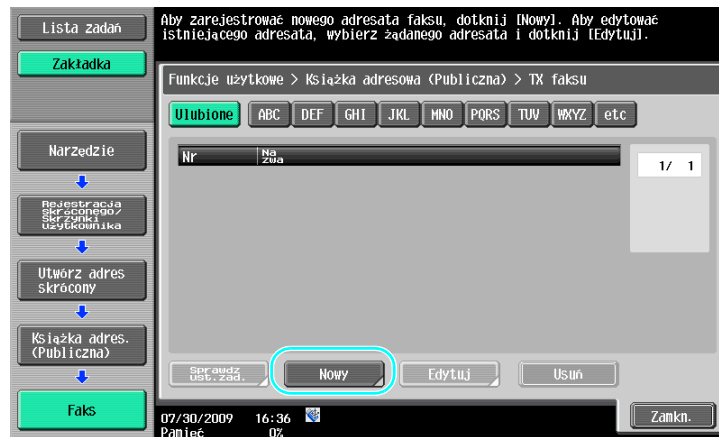 Lista zadań
Zakładka
Narzędzie
Rejestracja
skróconego/
Skrzynki
użytkownika
Utwórz adres
skrócony
Książka adres.
(Publiczna)
Faks
Aby zarejestrować nowego adresata faksu, dotknij [Nowy]. Aby edytować
istniejącego adresata, wybierz żądanego adresata i dotknij [Edytuj].
Funkcje użytkowe > Książka adresowa (Publiczna) > TX faksu
Ulubione ABC DEF GHI JKL MNO PQRS TUV WXYZ etc
Nr Na
zwa
1/ 1
Sprawdz
ust.zad.
Nowy Edytuj Usuń
07/30/2009 16:36
Pamięć 0%
Zamkn.